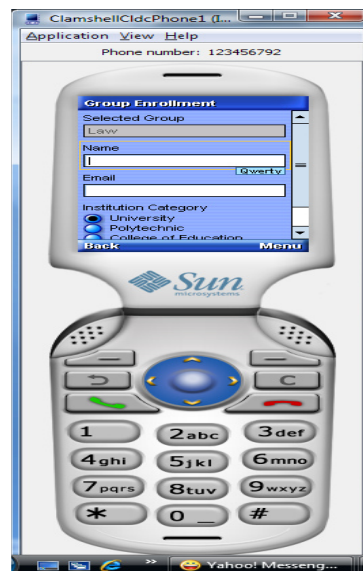 ClamshellCldcPhone1 (I...
Application View Help
Phone number: 123456792
Group Enrollment
Selected Group
Law
Name
Qwerty
Email
Institution Category
University
Polytechnic
College of Education
Back Menu
Sun
microsystems
C
1 2abc 3def
4ghi 5jkl 6mno
7pqrs 8tuv 9wxyz
* 0 _ #
» Yahoo! Messeng...